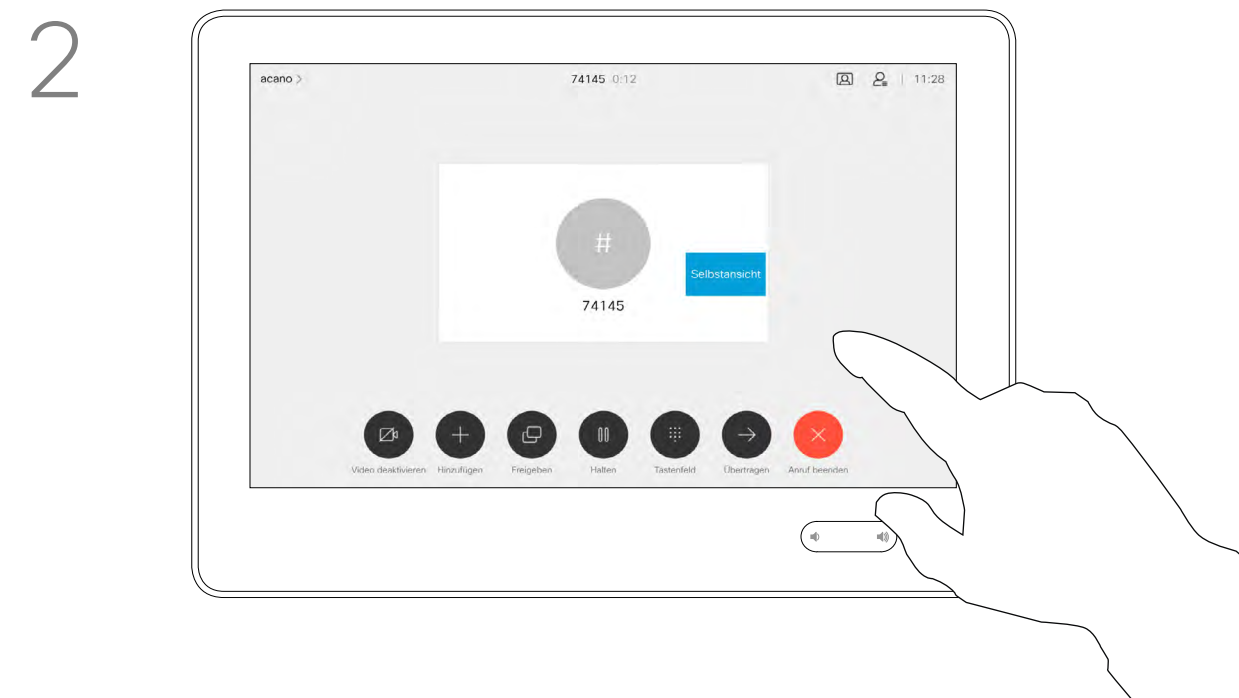 2
acano >
74145 0:12
11:28
#
Selbstansicht
74145
Video deaktivieren
Hinzufügen
Freigeben
Halten
Tastenfeld
Übertragen
Anruf beenden